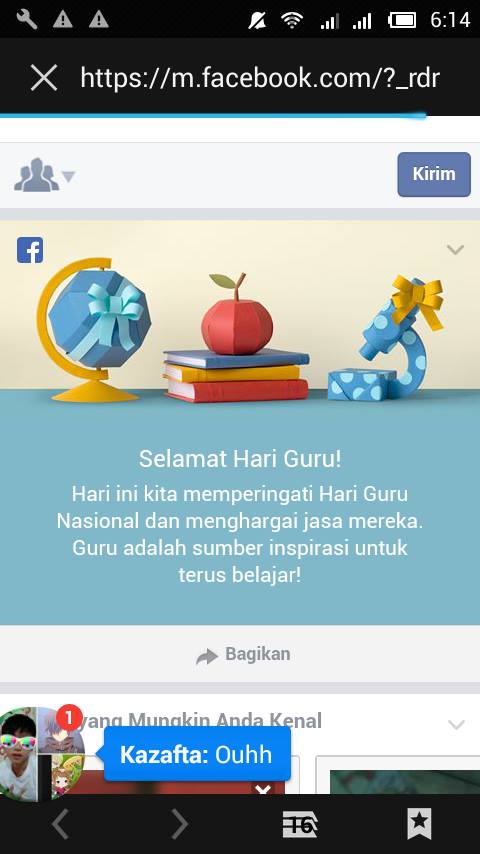 6:14
https://m.facebook.com/?_rdr
Kirim
Selamat Hari Guru!
Hari ini kita memperingati Hari Guru
Nasional dan menghargai jasa mereka.
Guru adalah sumber inspirasi untuk
terus belajar!
Bagikan
yang Mungkin Anda Kenal
1
Kazafta: Ouhh
16